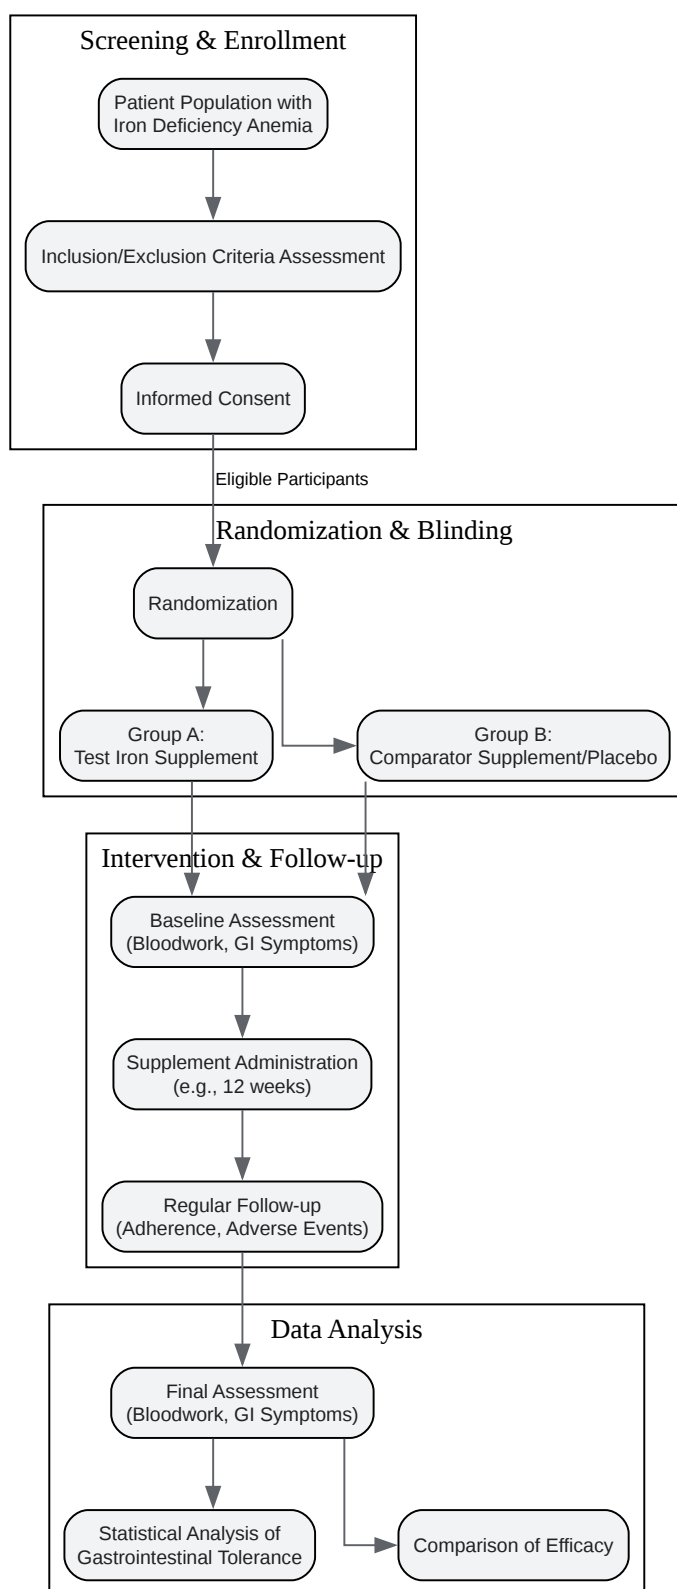 Screening & Enrollment
Patient Population with
Iron Deficiency Anemia
Inclusion/Exclusion Criteria Assessment
Informed Consent
Eligible Participants
Randomization & Blinding
Randomization
Group A:
Test Iron Supplement
Group B:
Comparator Supplement/Placebo
Intervention & Follow-up
Baseline Assessment
(Bloodwork, GI Symptoms)
Supplement Administration
(e.g., 12 weeks)
Regular Follow-up
(Adherence, Adverse Events)
Data Analysis
Final Assessment
(Bloodwork, GI Symptoms)
Statistical Analysis of
Gastrointestinal Tolerance
Comparison of Efficacy